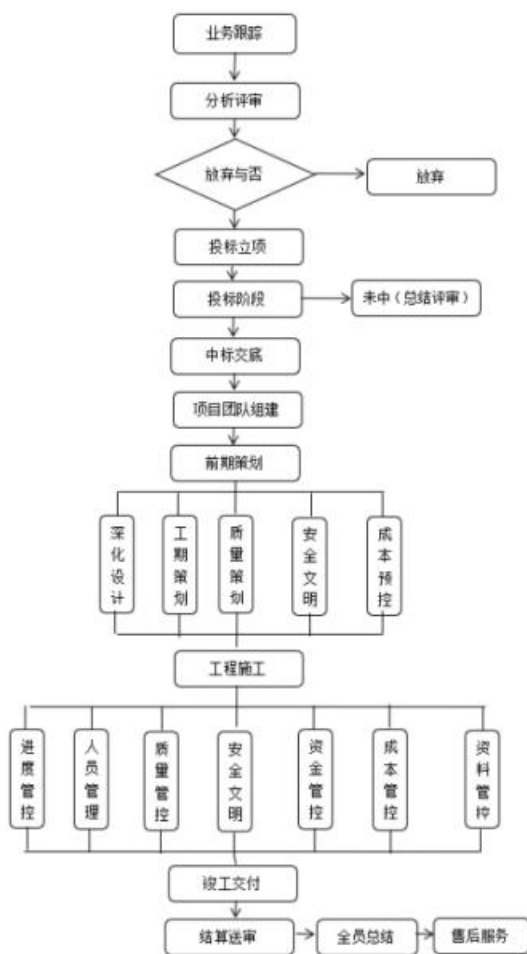 业务跟踪
分析评审
放弃与否
放弃
投标立项
投标阶段
未中（总结评审）
中标交底
项目团队组建
前期策划
深化设计
工期策划
质量策划
安全文明
成本预控
工程施工
进度管控
人员管理
质量管控
安全文明
资金管控
成本管控
资料管控
竣工交付
结算送审
全员总结
售后服务